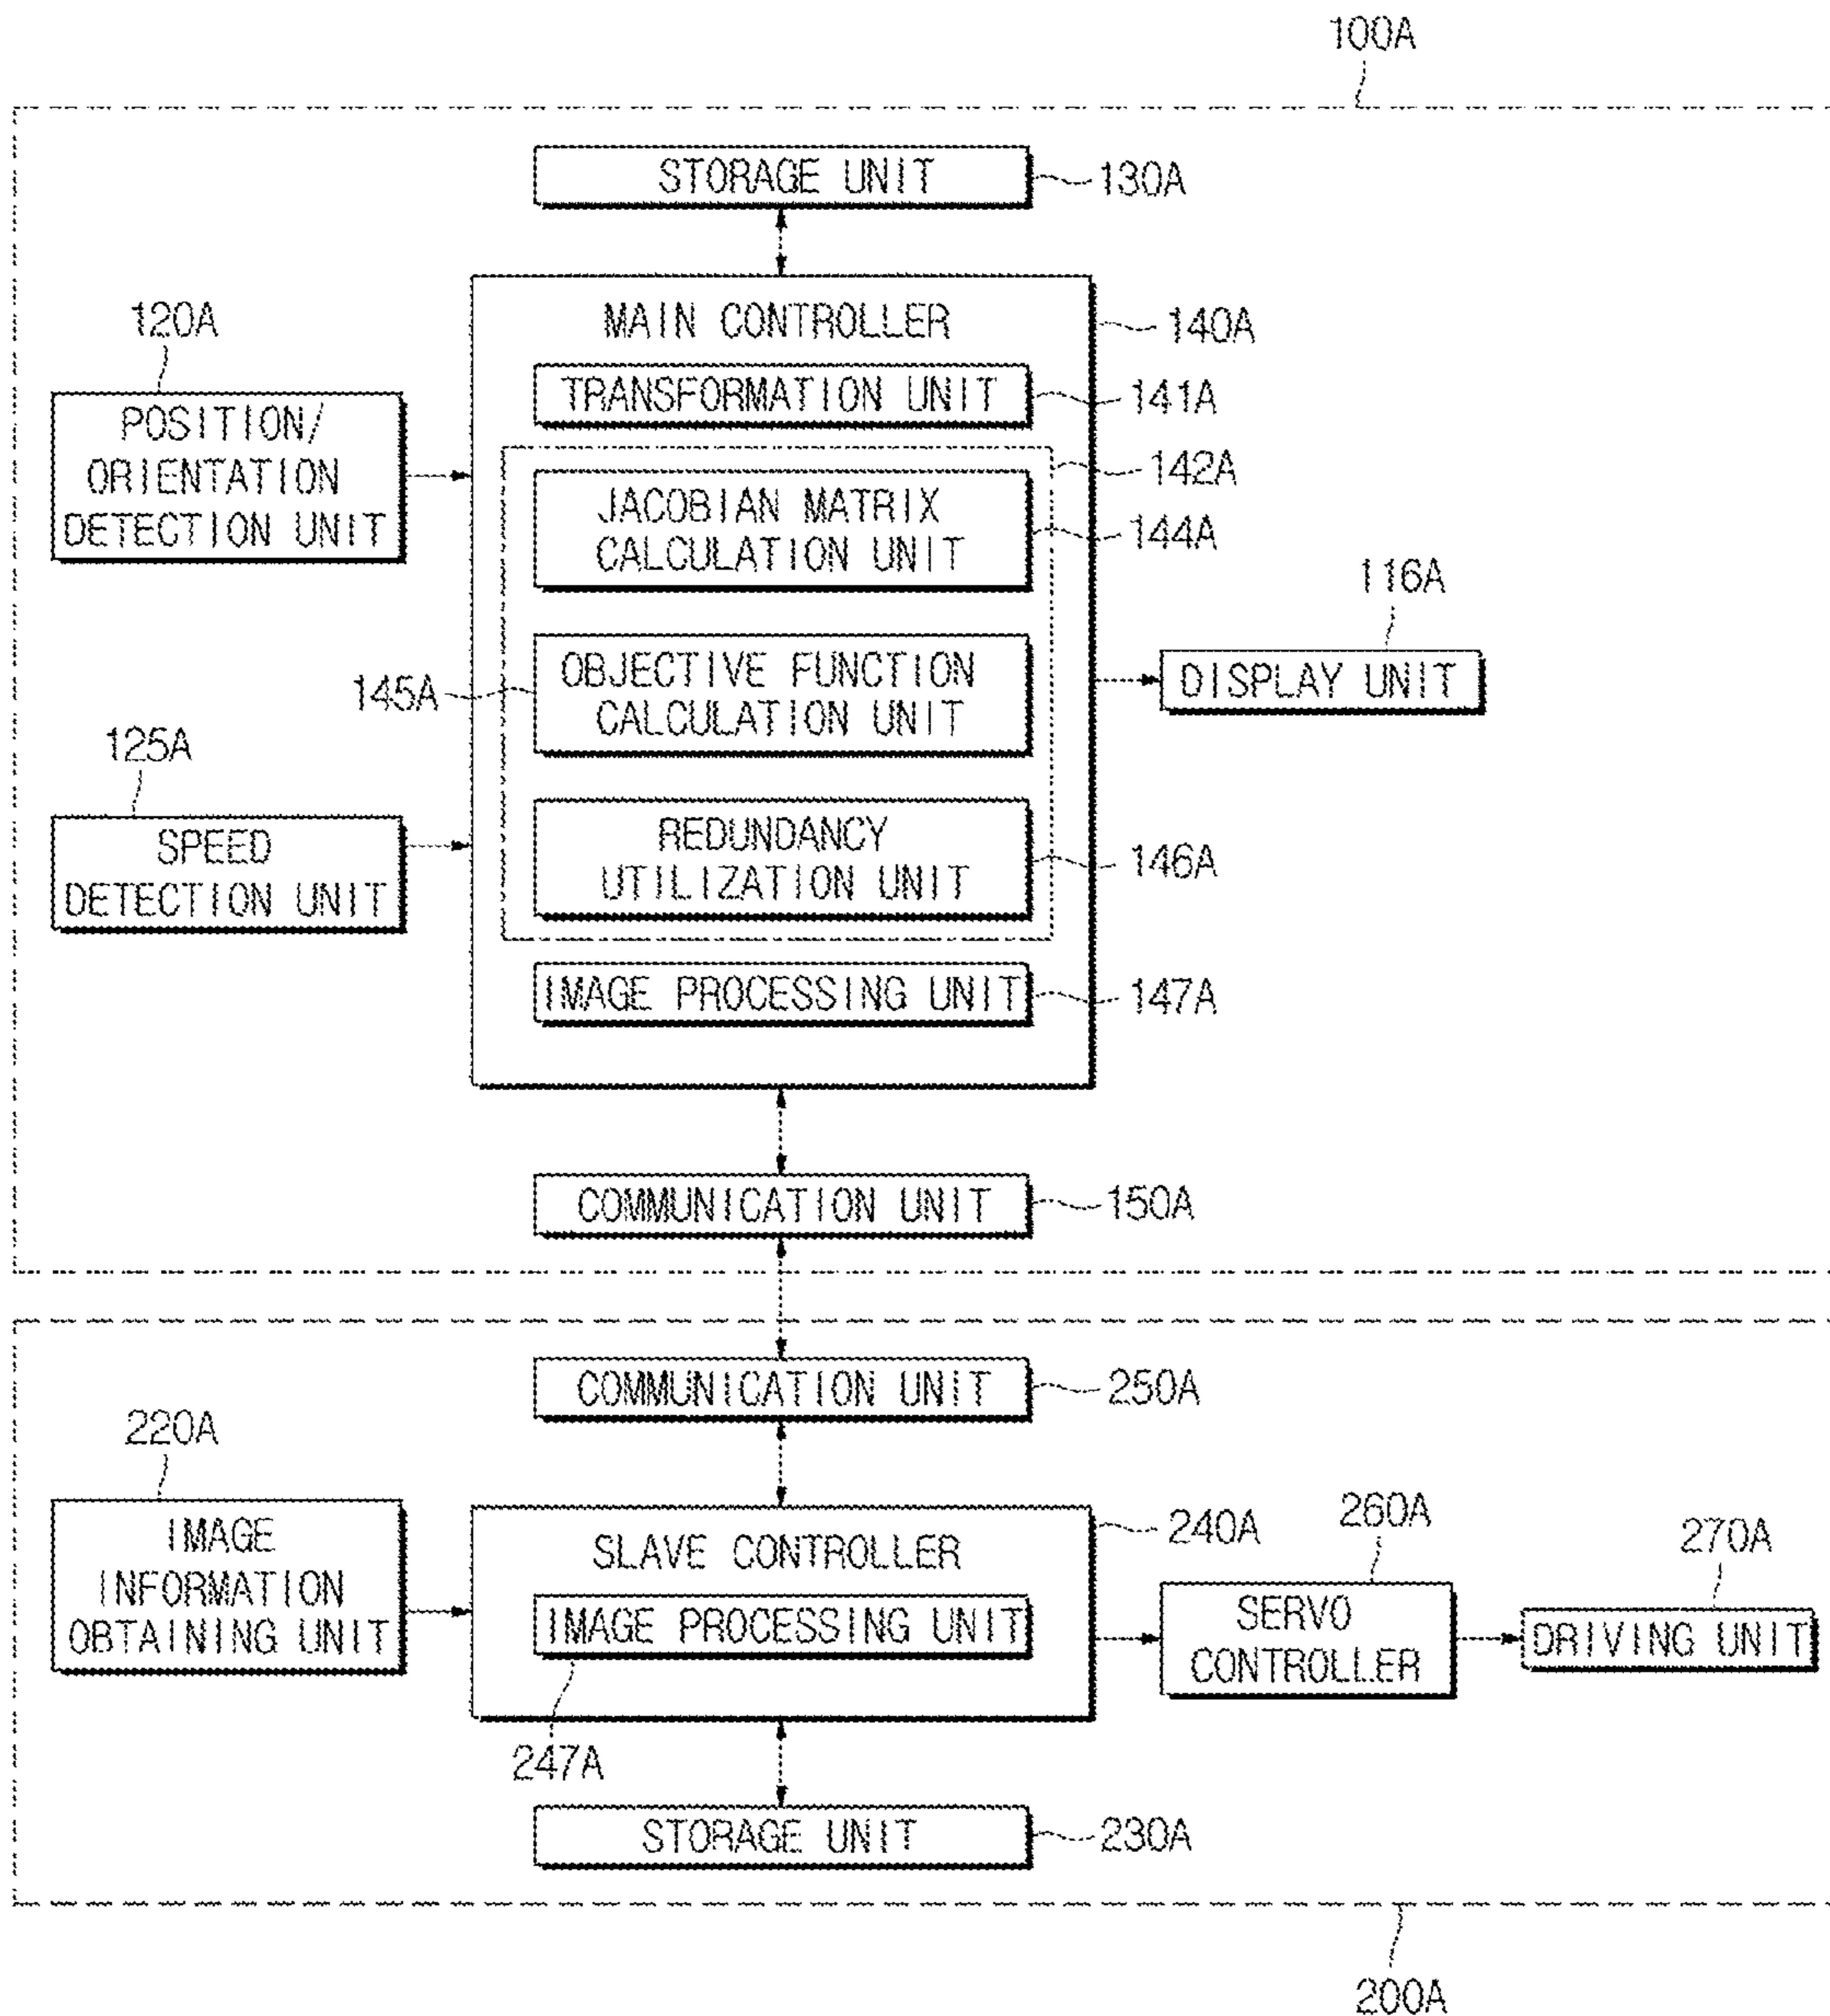 100A
STORAGE UNIT
130A
MAIN CONTROLLER
140A
120A
TRANSFORMATION UNIT
141A
POSITION/
ORIENTATION
DETECTION UNIT
142A
JACOBIAN MATRIX
CALCULATION UNIT
144A
116A
145A
OBJECTIVE FUNCTION
CALCULATION UNIT
DISPLAY UNIT
125A
SPEED
DETECTION UNIT
REDUNDANCY
UTILIZATION UNIT
146A
IMAGE PROCESSING UNIT
147A
COMMUNICATION UNIT
150A
COMMUNICATION UNIT
250A
220A
IMAGE
INFORMATION
OBTAINING UNIT
SLAVE CONTROLLER
240A
IMAGE PROCESSING UNIT
247A
260A
SERVO
CONTROLLER
270A
DRIVING UNIT
STORAGE UNIT
230A
200A